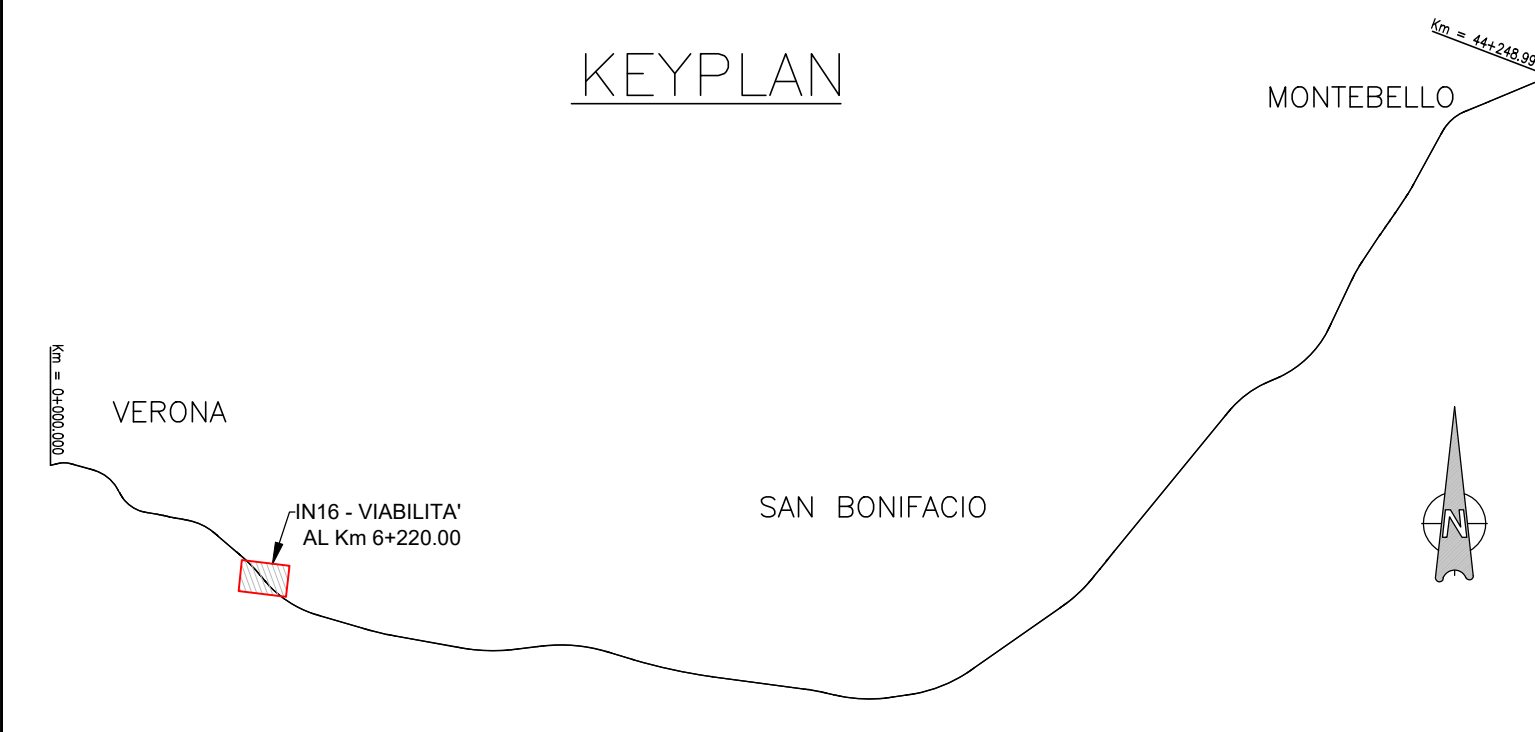 KEYPLAN
Km = 44+248.99
MONTEBELLO
Km = 0+000.000
VERONA
IN16 - VIABILITA'
AL Km 6+220.00
SAN BONIFACIO
N